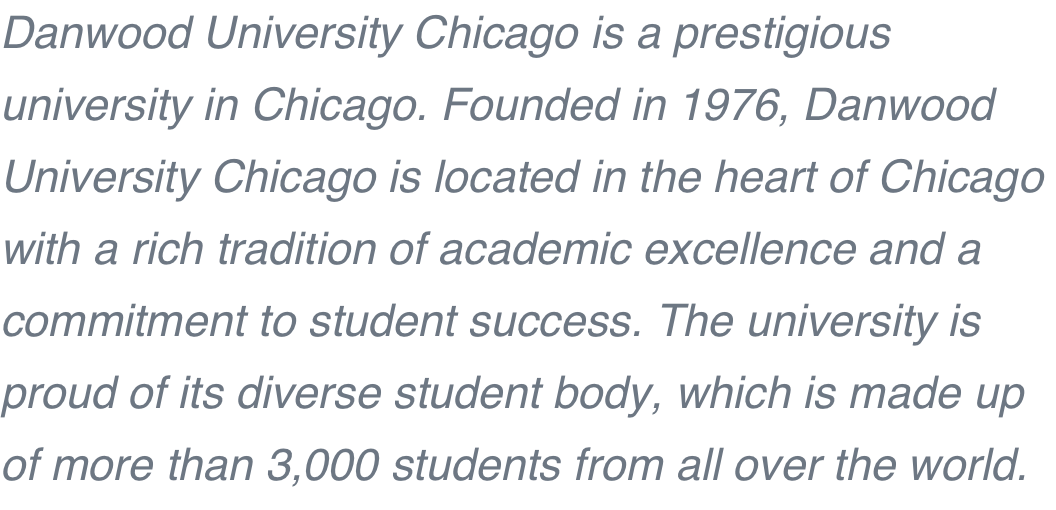 Danwood University Chicago is a prestigious
university in Chicago. Founded in 1976, Danwood
University Chicago is located in the heart of Chicago
with a rich tradition of academic excellence and a
commitment to student success. The university is
proud of its diverse student body, which is made up
of more than 3,000 students from all over the world.